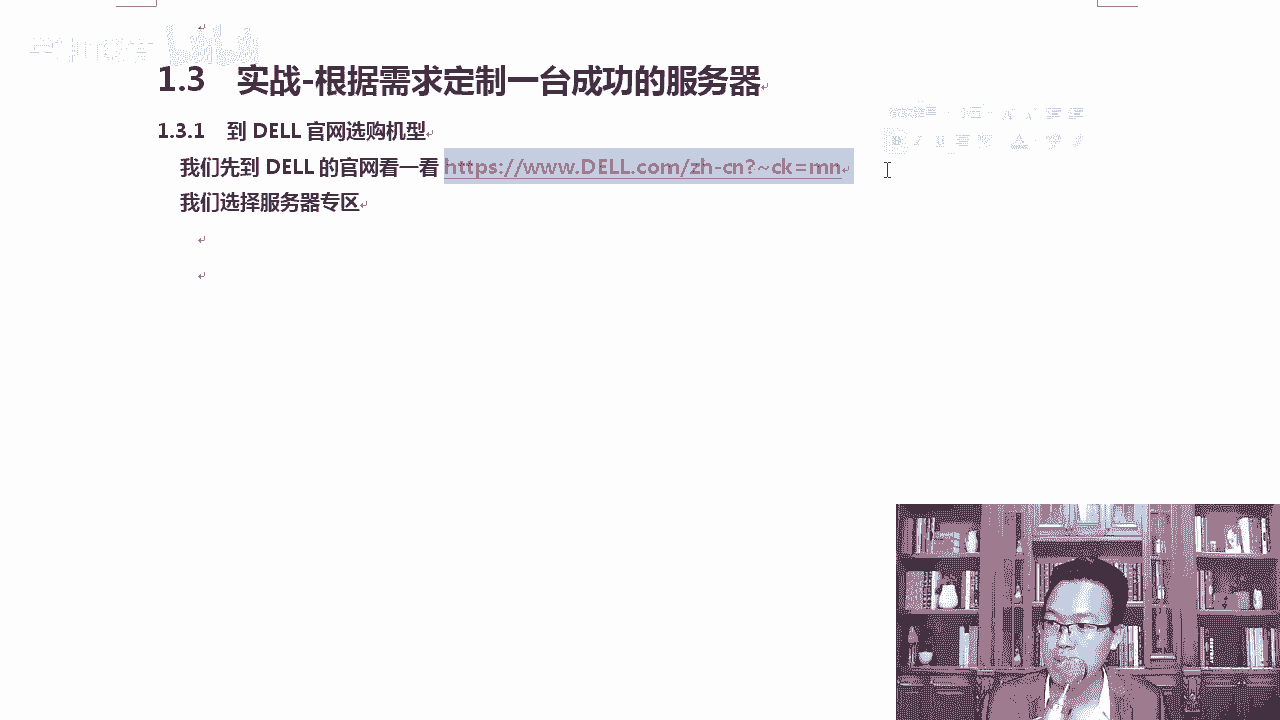 1.3 实战-根据需求定制一台成功的服务器
1.3.1 到 DELL 官网选购机型
我们先到 DELL 的官网看一看 https://www.DELL.com/zh-cn?~ck=mn
我们选择服务器专区